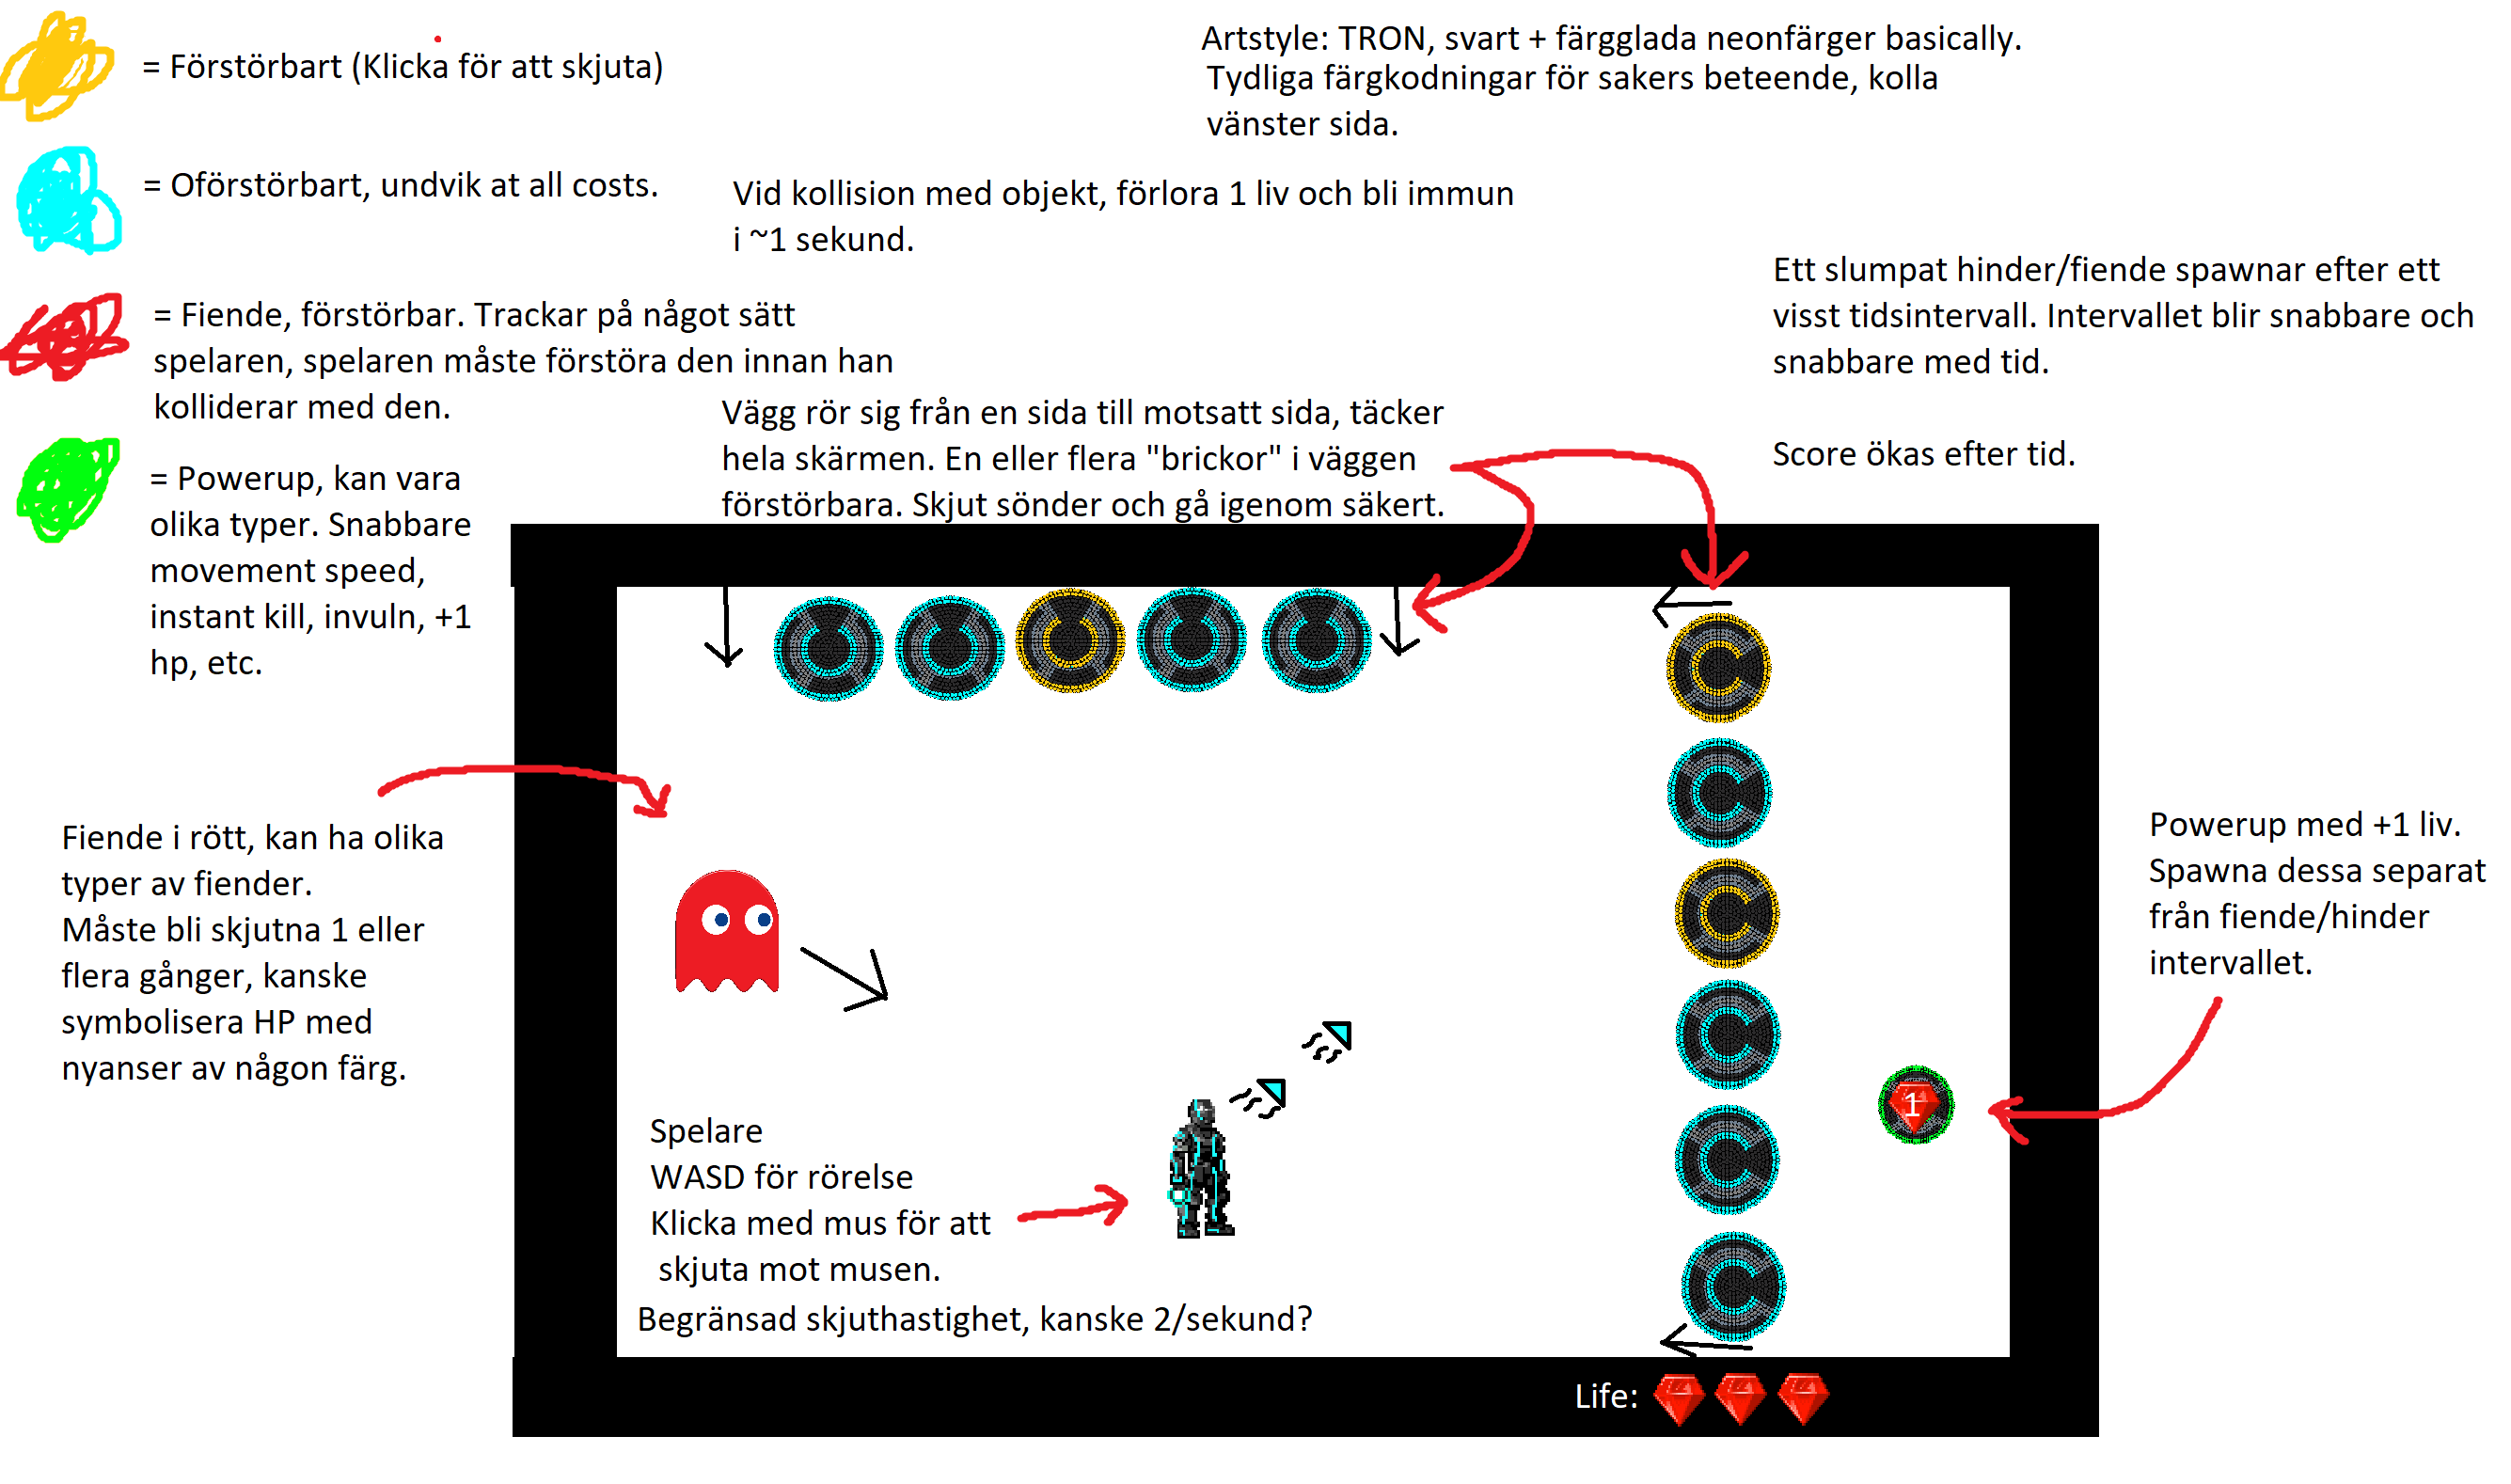 = Förstörbart (Klicka för att skjuta)
= Oförstörbart, undvik at all costs.
= Fiende, förstörbar. Trackar på något sätt
spelaren, spelaren måste förstöra den innan han
kolliderar med den.
= Powerup, kan vara
olika typer. Snabbare
movement speed,
instant kill, invuln, +1
hp, etc.
Artstyle: TRON, svart + färgglada neonfärger basically.
Tydliga färgkodningar för sakers beteende, kolla
vänster sida.
Vid kollision med objekt, förlora 1 liv och bli immun
i ~1 sekund.
Ett slumpat hinder/fiende spawnar efter ett
visst tidsintervall. Intervallet blir snabbare och
snabbare med tid.
Score ökas efter tid.
Vägg rör sig från en sida till motsatt sida, täcker
hela skärmen. En eller flera "brickor" i väggen
förstörbara. Skjut sönder och gå igenom säkert.
Fiende i rött, kan ha olika
typer av fiender.
Måste bli skjutna 1 eller
flera gånger, kanske
symbolisera HP med
nyanser av någon färg.
Powerup med +1 liv.
Spawna dessa separat
från fiende/hinder
intervallet.
1
Spelare
WASD för rörelse
Klicka med mus för att
skjuta mot musen.
Begränsad skjuthastighet, kanske 2/sekund?
Life: